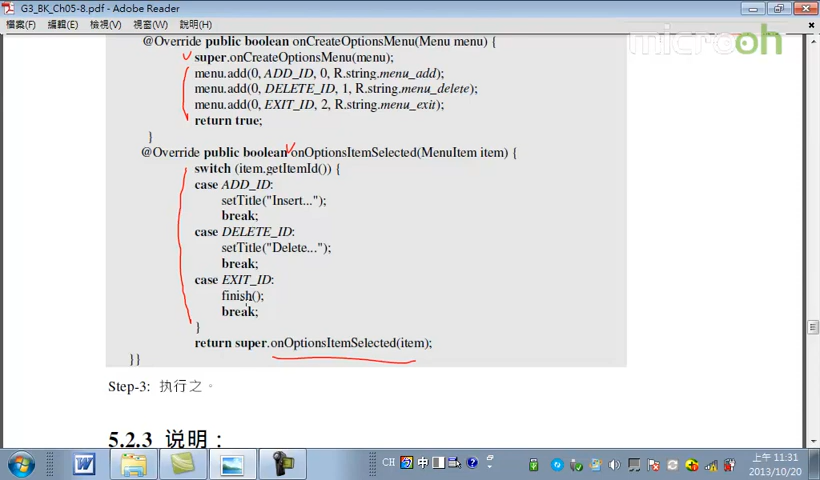 G3_BK_Ch05-8.pdf - Adobe Reader
檔案(F) 編輯(E) 檢視(V) 視窗(W) 說明(H)
microoh
@Override public boolean onCreateOptionsMenu(Menu menu) {
super.onCreateOptionsMenu(menu);
menu.add(0, ADD_ID, 0, R.string.menu_add);
menu.add(0, DELETE_ID, 1, R.string.menu_delete);
menu.add(0, EXIT_ID, 2, R.string.menu_exit);
return true;
}
@Override public boolean onOptionsItemSelected(MenuItem item) {
switch (item.getItemId()) {
case ADD_ID:
setTitle("Insert...");
break;
case DELETE_ID:
setTitle("Delete...");
break;
case EXIT_ID:
finish();
break;
}
return super.onOptionsItemSelected(item);
}}
Step-3: 执行之。
5.2.3 说明：
CH 中
上午 11:31
2013/10/20